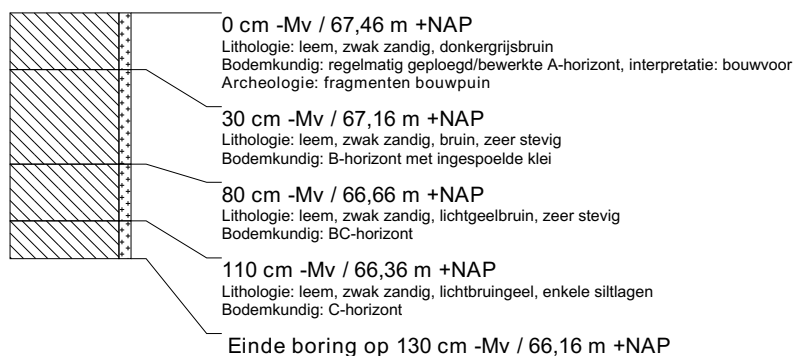 0 cm -Mv / 67,46 m +NAP
Lithologie: leem, zwak zandig, donkergrijsbruin
Bodemkundig: regelmatig geploegd/bewerkte A-horizont, interpretatie: bouwvoor
Archeologie: fragmenten bouwpuin
30 cm -Mv / 67,16 m +NAP
Lithologie: leem, zwak zandig, bruin, zeer stevig
Bodemkundig: B-horizont met ingespoelde klei
80 cm -Mv / 66,66 m +NAP
Lithologie: leem, zwak zandig, lichtgeelbruin, zeer stevig
Bodemkundig: BC-horizont
110 cm -Mv / 66,36 m +NAP
Lithologie: leem, zwak zandig, lichtbruingeel, enkele siltlagen
Bodemkundig: C-horizont
Einde boring op 130 cm -Mv / 66,16 m +NAP